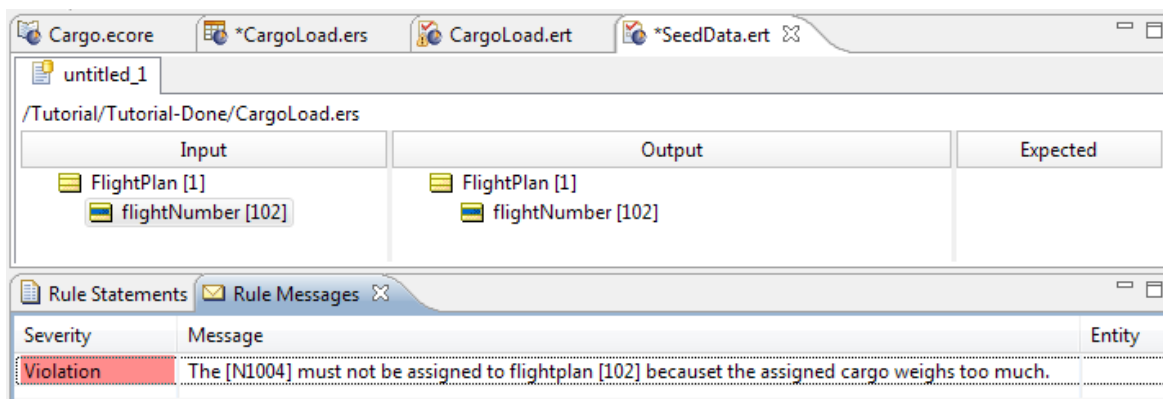 Cargo.ecore *CargoLoad.ers CargoLoad.ert *SeedData.ert
untitled_1
/Tutorial/Tutorial-Done/CargoLoad.ers
Input Output Expected
FlightPlan [1] FlightPlan [1]
flightNumber [102] flightNumber [102]
Rule Statements Rule Messages
Severity Message Entity
Violation The [N1004] must not be assigned to flightplan [102] becauset the assigned cargo weighs too much.